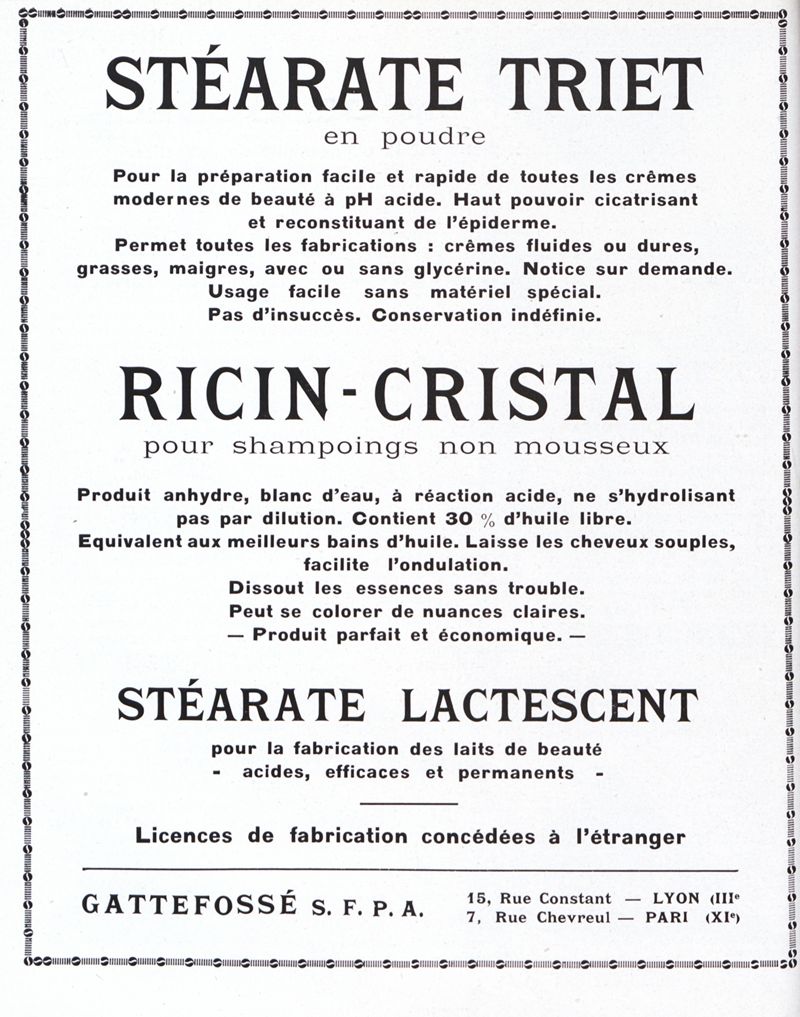 STÉARATE TRIET
en poudre
Pour la préparation facile et rapide de toutes les crêmes
modernes de beauté à pH acide. Haut pouvoir cicatrisant
et reconstituant de l'épiderme.
Permet toutes les fabrications : crêmes fluides ou dures,
grasses, maigres, avec ou sans glycérine. Notice sur demande.
Usage facile sans matériel spécial.
Pas d'insuccès. Conservation indéfinie.
RICIN-CRISTAL
pour shampoings non mousseux
Produit anhydre, blanc d'eau, à réaction acide, ne s'hydrolisant
pas par dilution. Contient 30 % d'huile libre.
Equivalent aux meilleurs bains d'huile. Laisse les cheveux souples,
facilite l'ondulation.
Dissout les essences sans trouble.
Peut se colorer de nuances claires.
— Produit parfait et économique. —
STÉARATE LACTESCENT
pour la fabrication des laits de beauté
- acides, efficaces et permanents -
Licences de fabrication concédées à l'étranger
GATTEFOSSÉ S. F. P. A.
15, Rue Constant — LYON (IIIe
7, Rue Chevreul — PARI (XIe)